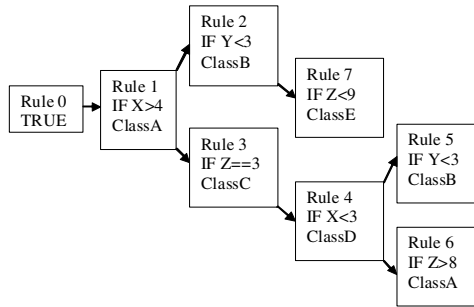 Rule 0
TRUE
Rule 1
IF X>4
ClassA
Rule 2
IF Y<3
ClassB
Rule 7
IF Z<9
ClassE
Rule 3
IF Z==3
ClassC
Rule 4
IF X<3
ClassD
Rule 5
IF Y<3
ClassB
Rule 6
IF Z>8
ClassA